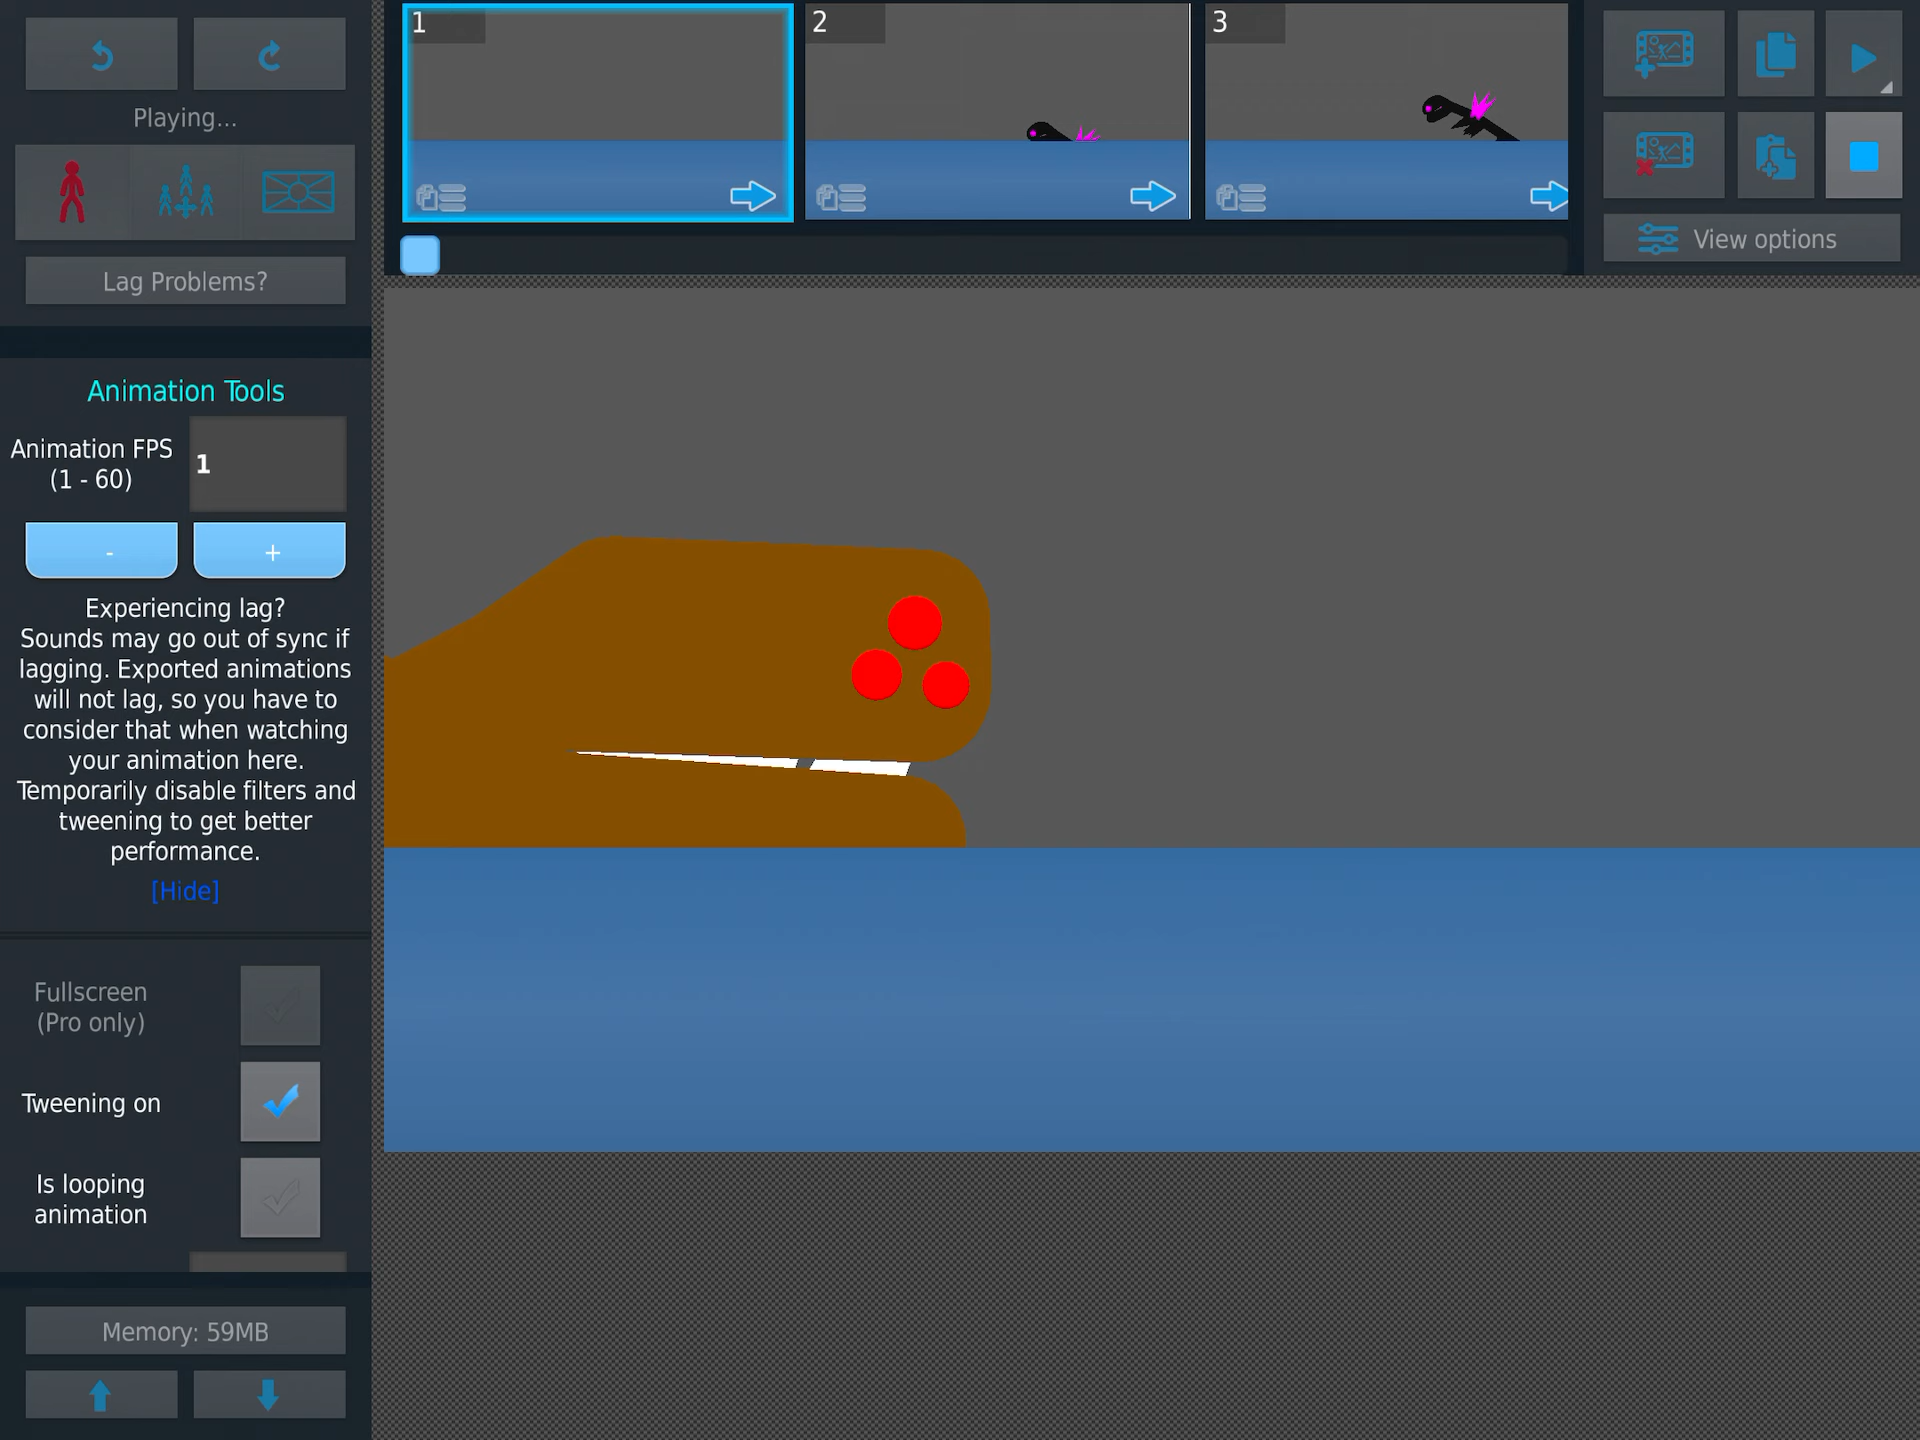 1
2
3
Playing...
Lag Problems?
View options
Animation Tools
Animation FPS
(1 - 60)
1
-
+
Experiencing lag?
Sounds may go out of sync if
lagging. Exported animations
will not lag, so you have to
consider that when watching
your animation here.
Temporarily disable filters and
tweening to get better
performance.
[Hide]
Fullscreen
(Pro only)
Tweening on
Is looping
animation
Memory: 59MB